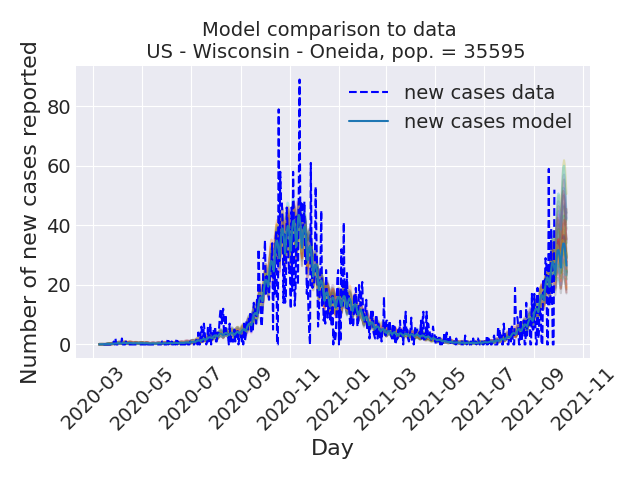 Model comparison to data
US - Wisconsin - Oneida, pop. = 35595
Number of new cases reported
80
60
40
20
0
new cases data
new cases model
2020-03
2020-05
2020-07
2020-09
2020-11
2021-01
2021-03
2021-05
2021-07
2021-09
2021-11
Day